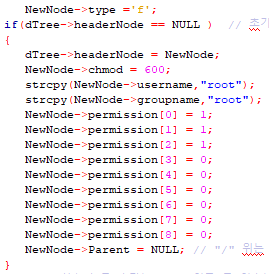 NewNode->type ='f';
if(dTree->headerNode == NULL ) // 초기
{
dTree->headerNode = NewNode;
NewNode->chmod = 600;
strcpy(NewNode->username,"root");
strcpy(NewNode->groupname,"root");
NewNode->permission[0] = 1;
NewNode->permission[1] = 1;
NewNode->permission[2] = 1;
NewNode->permission[3] = 0;
NewNode->permission[4] = 0;
NewNode->permission[5] = 0;
NewNode->permission[6] = 0;
NewNode->permission[7] = 0;
NewNode->permission[8] = 0;
NewNode->Parent = NULL; // "/" 위는
}